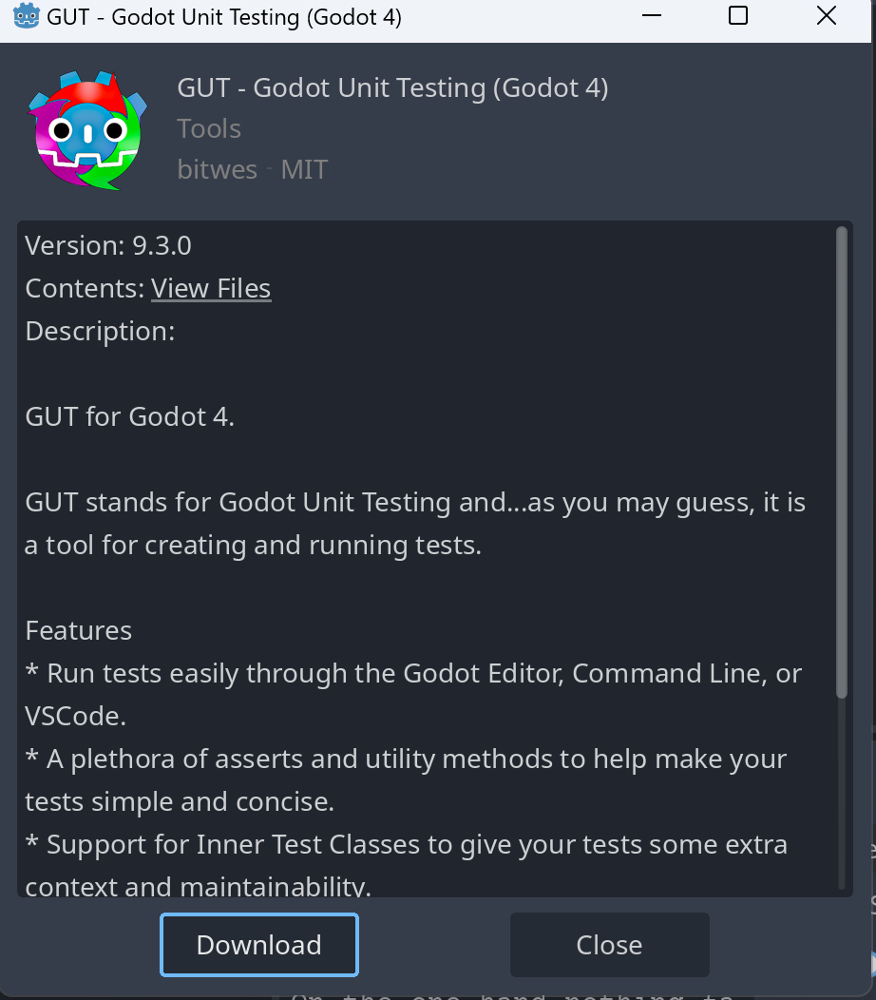 GUT - Godot Unit Testing (Godot 4)
GUT - Godot Unit Testing (Godot 4)
Tools
bitwes - MIT
Version: 9.3.0
Contents: View Files
Description:
GUT for Godot 4.
GUT stands for Godot Unit Testing and...as you may guess, it is
a tool for creating and running tests.
Features
* Run tests easily through the Godot Editor, Command Line, or
VSCode.
* A plethora of asserts and utility methods to help make your
tests simple and concise.
* Support for Inner Test Classes to give your tests some extra
context and maintainability.
Download
Close